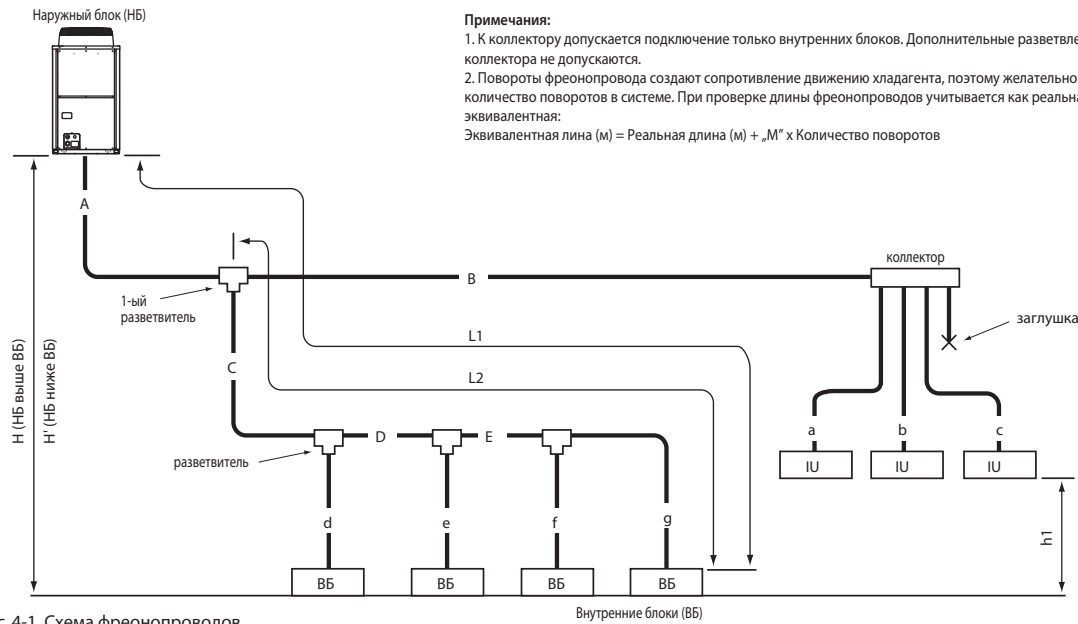 Наружный блок (НБ)
Примечания:
1. К коллектору допускается подключение только внутренних блоков. Дополнительные
коллектора не допускаются.
2. Повороты фреонопровода создают сопротивление движению хладагента, поэтому желательно
количество поворотов в системе. При проверке длины фреонопроводов учитывается как
эквивалентная:
Эквивалентная лина (м) = Реальная длина (м) + „М” x Количество поворотов
A
коллектор
B
1-ый
разветвитель
заглушка
L1
H (НБ выше ВБ)
H' (НБ ниже ВБ)
C
L2
a
b
c
D
E
разветвитель
IU
IU
IU
d
e
f
g
h1
ВБ
ВБ
ВБ
ВБ
Внутренние блоки (ВБ)
4-1. Схема фреонопроводов